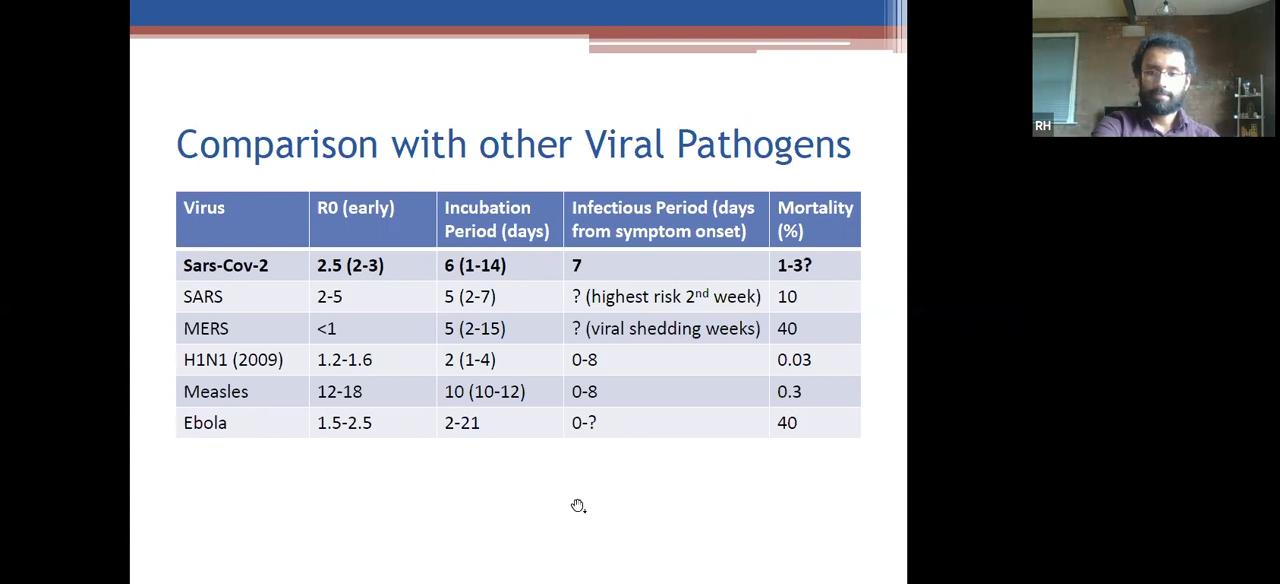 RH
Comparison with other Viral Pathogens
Virus R0 (early) Incubation Period (days) Infectious Period (days from symptom onset) Mortality (%)
Sars-Cov-2 2.5 (2-3) 6 (1-14) 7 1-3?
SARS 2-5 5 (2-7) ? (highest risk 2nd week) 10
MERS <1 5 (2-15) ? (viral shedding weeks) 40
H1N1 (2009) 1.2-1.6 2 (1-4) 0-8 0.03
Measles 12-18 10 (10-12) 0-8 0.3
Ebola 1.5-2.5 2-21 0-? 40